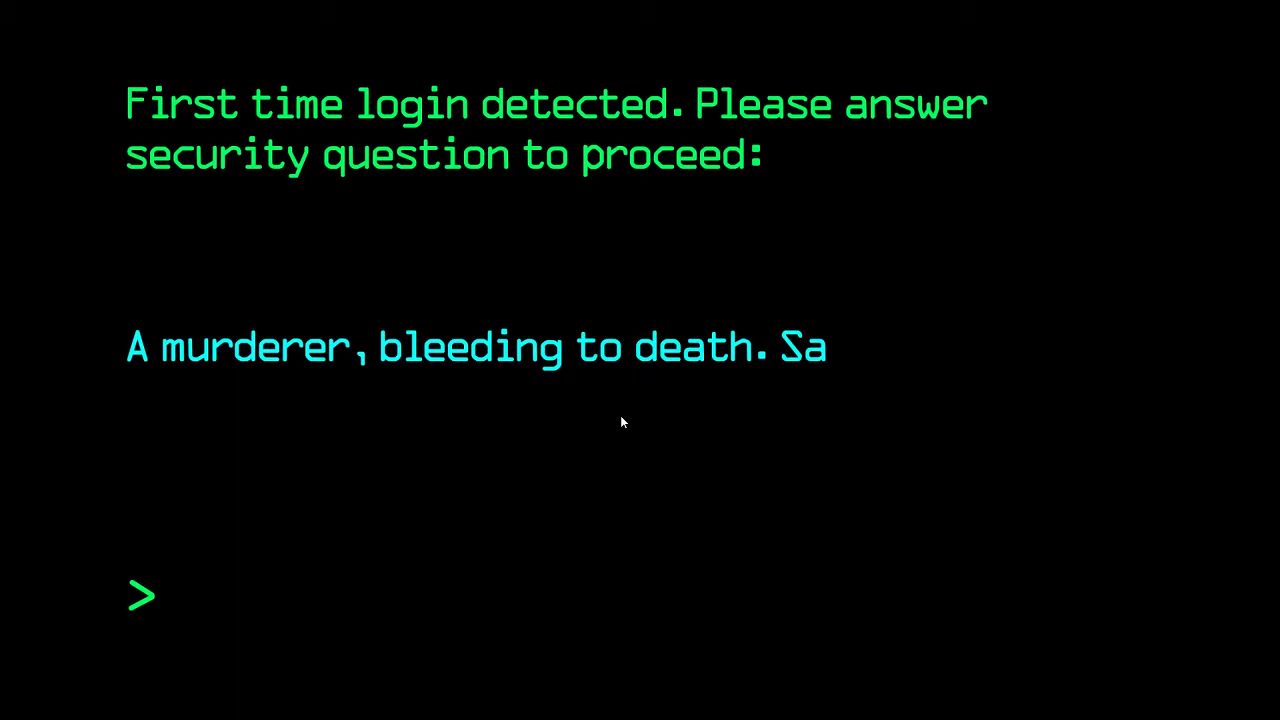 First time login detected. Please answer
security question to proceed:
A murderer, bleeding to death. Sa
>